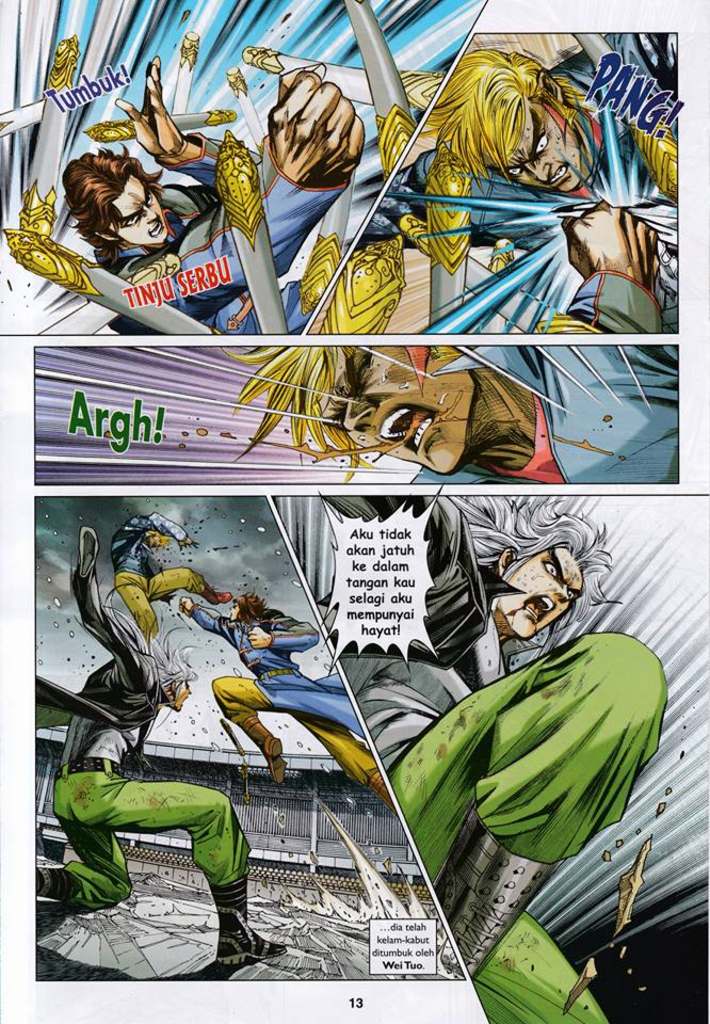 Tumbuk!
TINJU SERBU
PANG!
Argh!
Aku tidak
akan jatuh
ke dalam
tangan kau
selagi aku
mempunyai
hayat!
...dia telah
kelam-kabut
ditumbuk oleh
Wei Tuo.
13